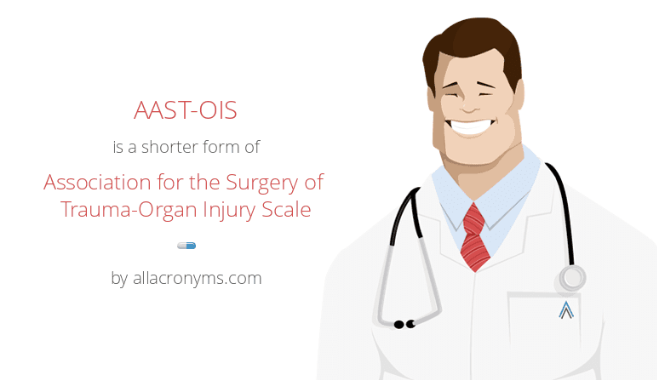 AAST-OIS
is a shorter form of
Association for the Surgery of
Trauma-Organ Injury Scale
by allacronyms.com